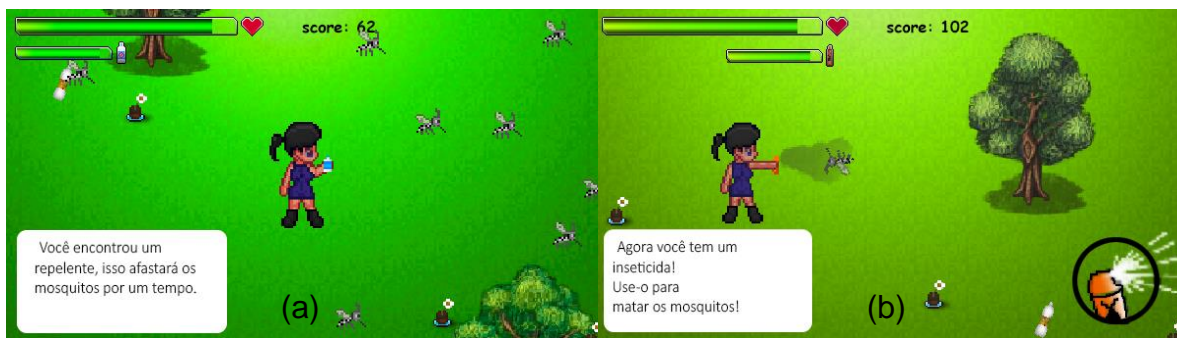 score: 62
Você encontrou um
repelente, isso afastará os
mosquitos por um tempo.
(a)
score: 102
Agora você tem um
inseticida!
Use-o para
matar os mosquitos!
(b)